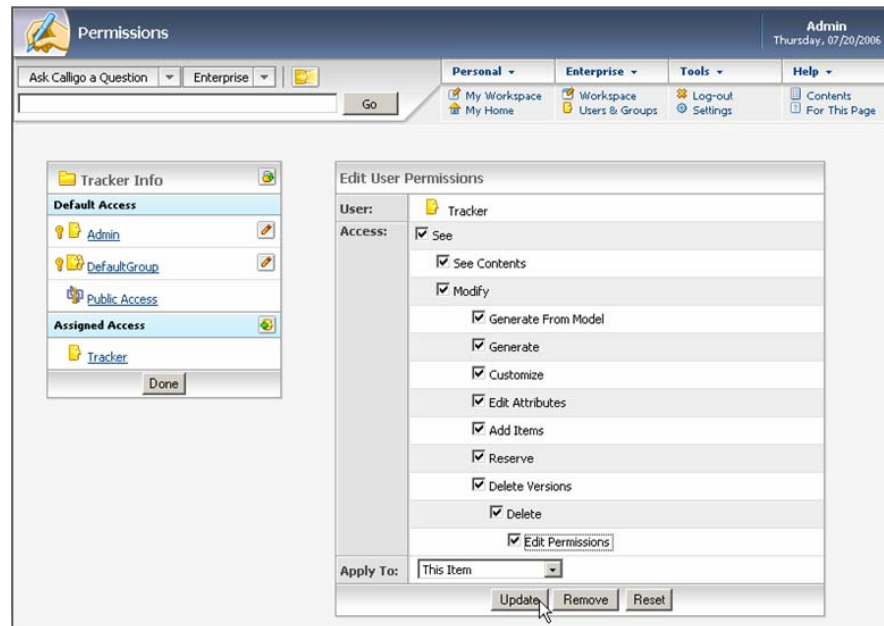 Permissions
Admin
Thursday, 07/20/2006
Ask Calligo a Question
Enterprise
Go
Personal
My Workspace
My Home
Enterprise
Workspace
Users & Groups
Tools
Log-out
Settings
Help
Contents
For This Page
Tracker Info
Default Access
Admin
DefaultGroup
Public Access
Assigned Access
Tracker
Done
Edit User Permissions
User: Tracker
Access: See
See Contents
Modify
Generate From Model
Generate
Customize
Edit Attributes
Add Items
Reserve
Delete Versions
Delete
Edit Permissions
Apply To: This Item
Update Remove Reset